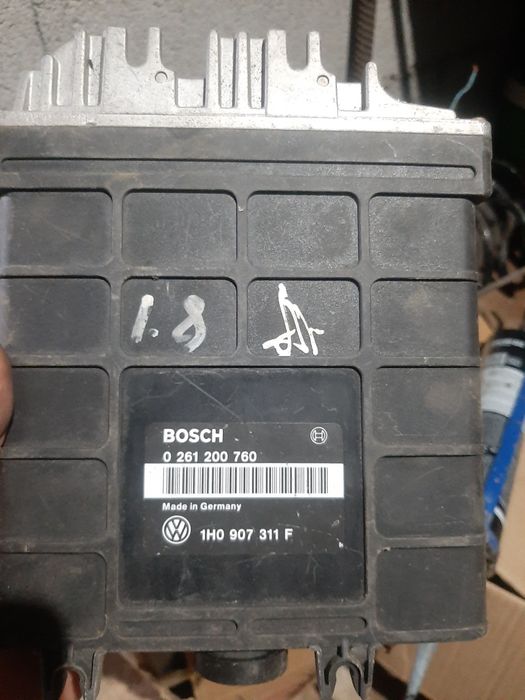 1.8
BOSCH
0 261 200 760
Made in Germany
1H0 907 311 F